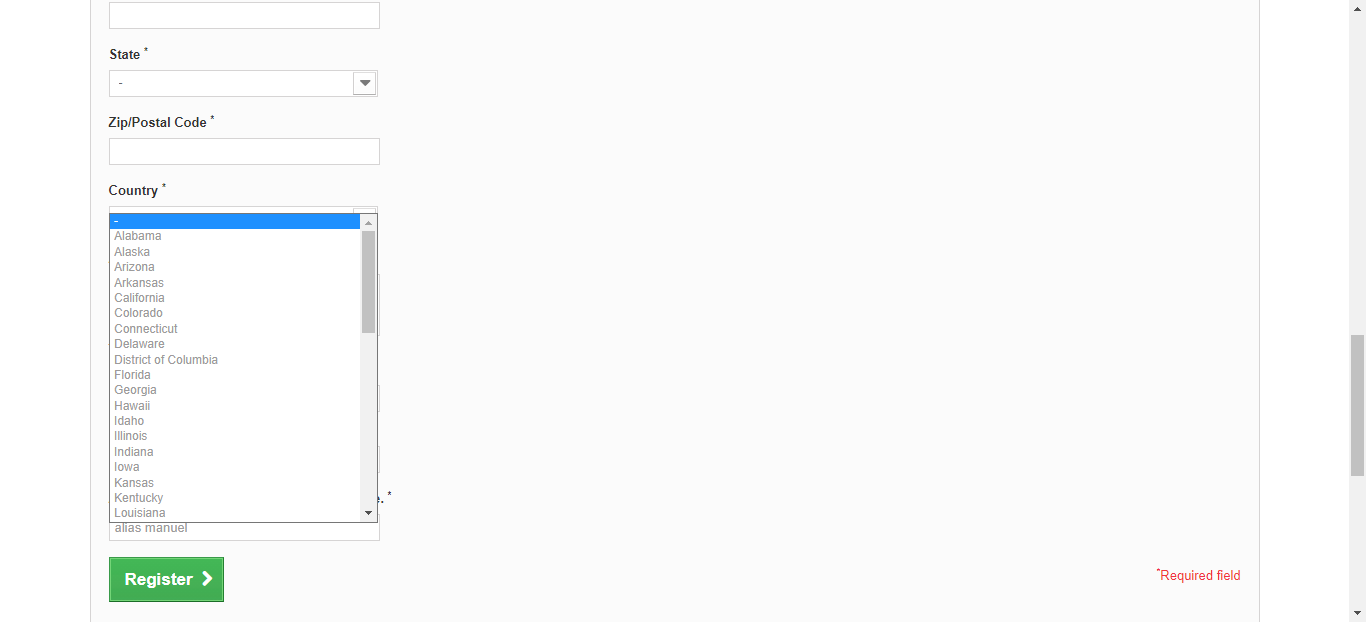 State *
-
Zip/Postal Code *
Country *
-
Alabama
Alaska
Arizona
Arkansas
California
Colorado
Connecticut
Delaware
District of Columbia
Florida
Georgia
Hawaii
Idaho
Illinois
Indiana
Iowa
Kansas
Kentucky
Louisiana
*
alias manuel
Register
*Required field